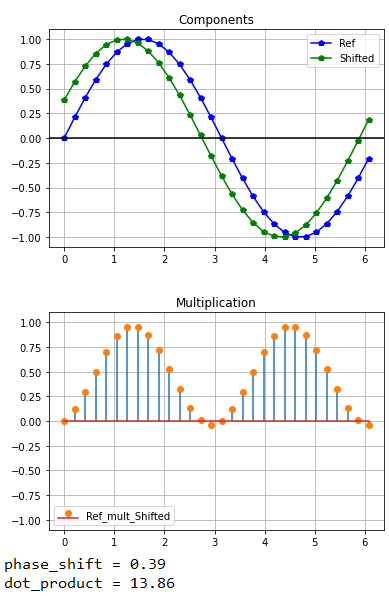 Components
1.00
0.75
0.50
0.25
0.00
−0.25
−0.50
−0.75
−1.00
Ref
Shifted
0 1 2 3 4 5 6
Multiplication
1.00
0.75
0.50
0.25
0.00
−0.25
−0.50
−0.75
−1.00
Ref_mult_Shifted
0 1 2 3 4 5 6
phase_shift = 0.39
dot_product = 13.86